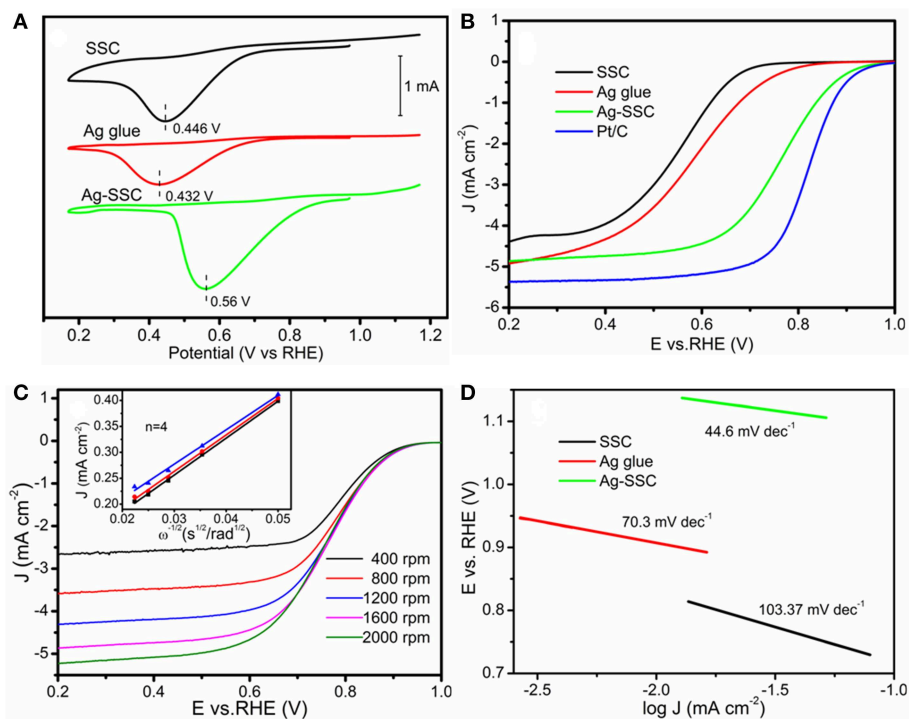 A
SSC
1 mA
0.446 V
Ag glue
0.432 V
Ag-SSC
0.56 V
0.0 0.2 0.4 0.6 0.8 1.0 1.2
Potential (V vs RHE)
B
1
0
-1
-2
-3
-4
-5
-6
J (mA cm⁻²)
SSC
Ag glue
Ag-SSC
Pt/C
0.2 0.4 0.6 0.8 1.0
E vs.RHE (V)
C
0
-1
-2
-3
-4
-5
J (mA cm⁻²)
0.40
0.35
0.30
0.25
0.20
J (mA cm⁻²)
n=4
0.02 0.03 0.04 0.05
ω⁻¹/²(s¹/²/rad¹/²)
400 rpm
800 rpm
1200 rpm
1600 rpm
2000 rpm
0.2 0.4 0.6 0.8 1.0
E vs.RHE (V)
D
1.1
1.0
0.9
0.8
0.7
E vs. RHE (V)
SSC
Ag glue
Ag-SSC
44.6 mV dec⁻¹
70.3 mV dec⁻¹
103.37 mV dec⁻¹
-2.5 -2.0 -1.5 -1.0
log J (mA cm⁻²)